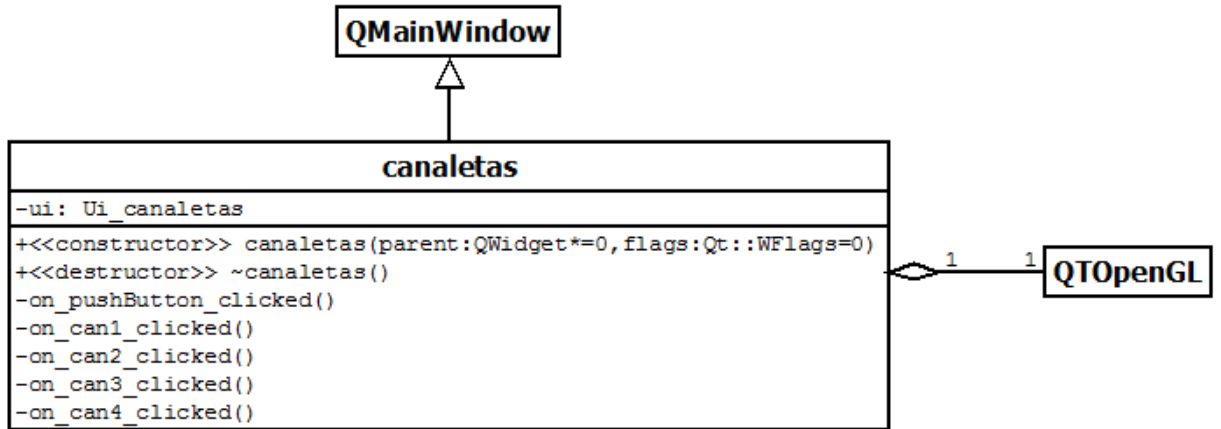 QMainWindow
canaletas
-ui: Ui_canaletas
+<<constructor>> canaletas(parent:QWidget*=0,flags:Qt::WFlags=0)
+<<destructor>> ~canaletas()
-on_pushButton_clicked()
-on_can1_clicked()
-on_can2_clicked()
-on_can3_clicked()
-on_can4_clicked()
1 1
QTOpenGL